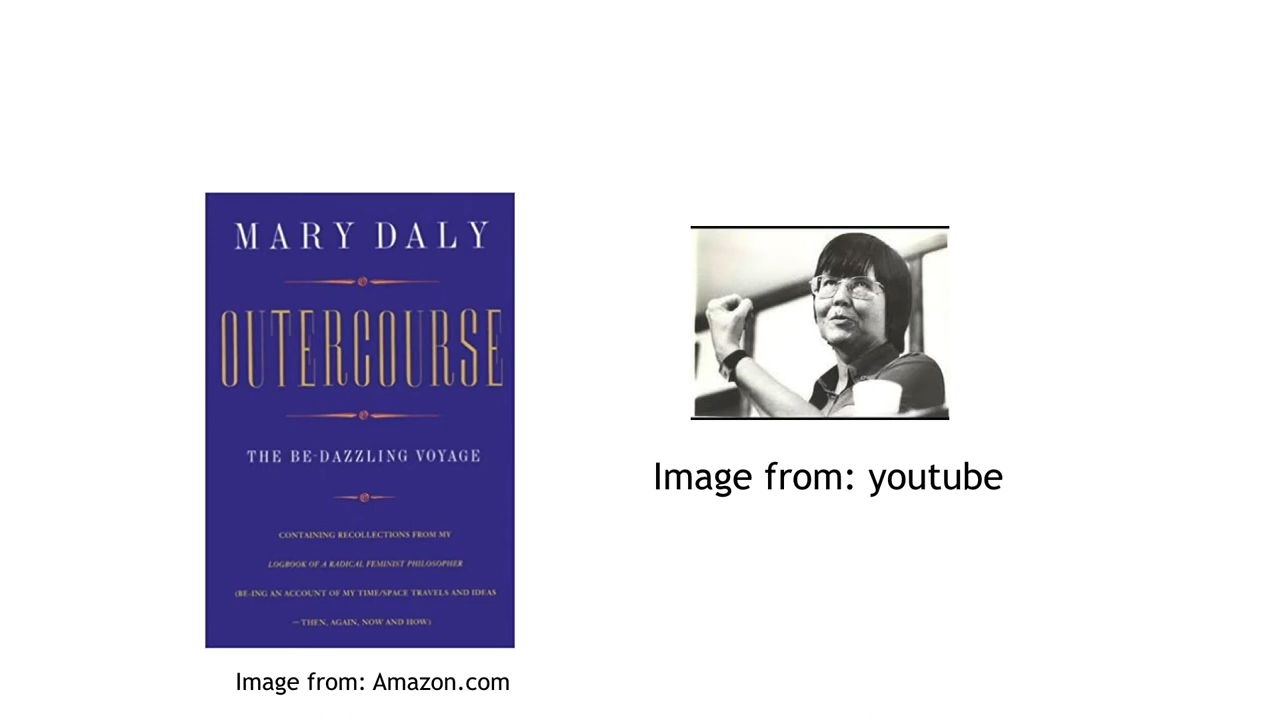 MARY DALY
OUTERCOURSE
THE BE-DAZZLING VOYAGE
CONTAINING RECOLLECTIONS FROM MY
LOGBOOK OF A RADICAL FEMINIST PHILOSOPHER
(BE-ING AN ACCOUNT OF MY TIME/SPACE TRAVELS AND IDEAS
—THEN, AGAIN, NOW AND HOW)
Image from: Amazon.com
Image from: youtube